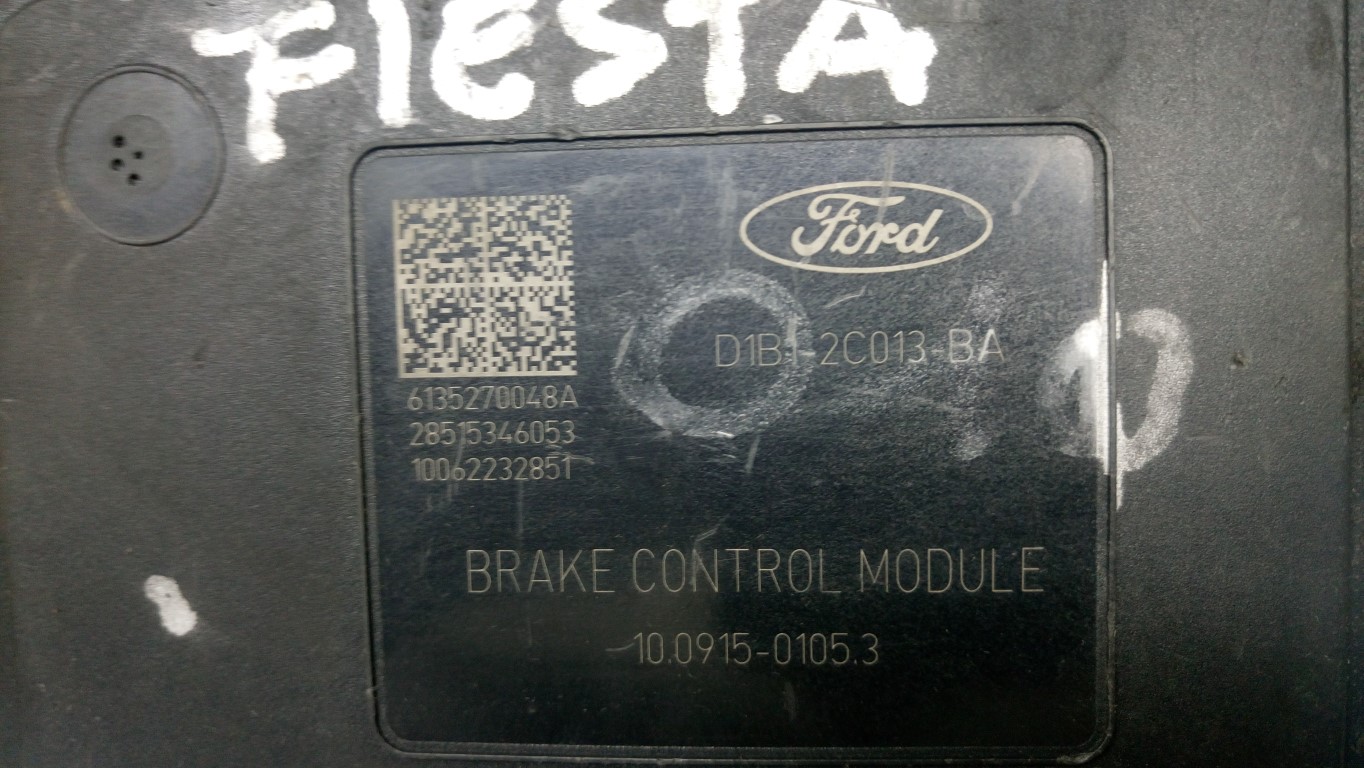 FIESTA
Ford
D1B1-2C013-BA
6135270048A
28515346053
10062232851
BRAKE CONTROL MODULE
10.0915-0105.3